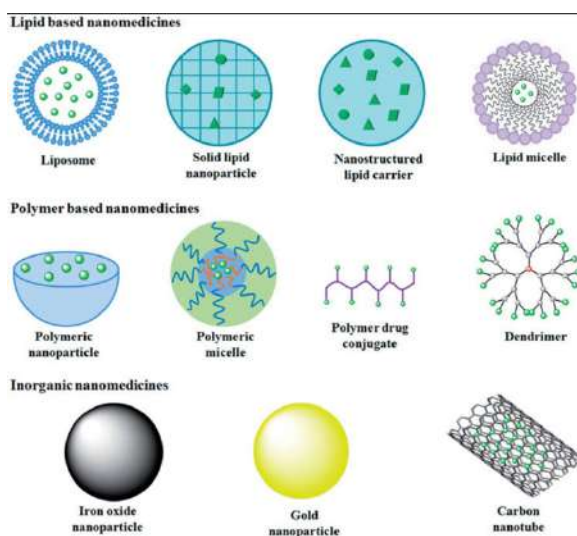 Lipid based nanomedicines
Liposome
Solid lipid
nanoparticle
Nanostructured
lipid carrier
Lipid micelle
Polymer based nanomedicines
Polymeric
nanoparticle
Polymeric
micelle
Polymer drug
conjugate
Dendrimer
Inorganic nanomedicines
Iron oxide
nanoparticle
Gold
nanoparticle
Carbon
nanotube